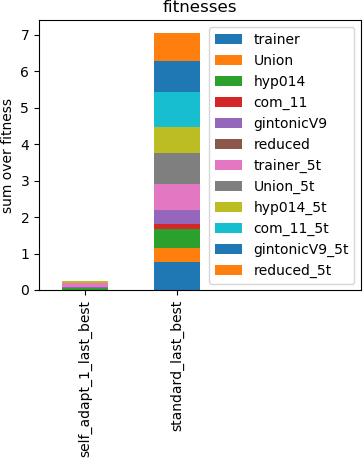 fitnesses
sum over fitness
7
6
5
4
3
2
1
0
trainer
Union
hyp014
com_11
gintonicV9
reduced
trainer_5t
Union_5t
hyp014_5t
com_11_5t
gintonicV9_5t
reduced_5t
self_adapt_1_last_best
standard_last_best